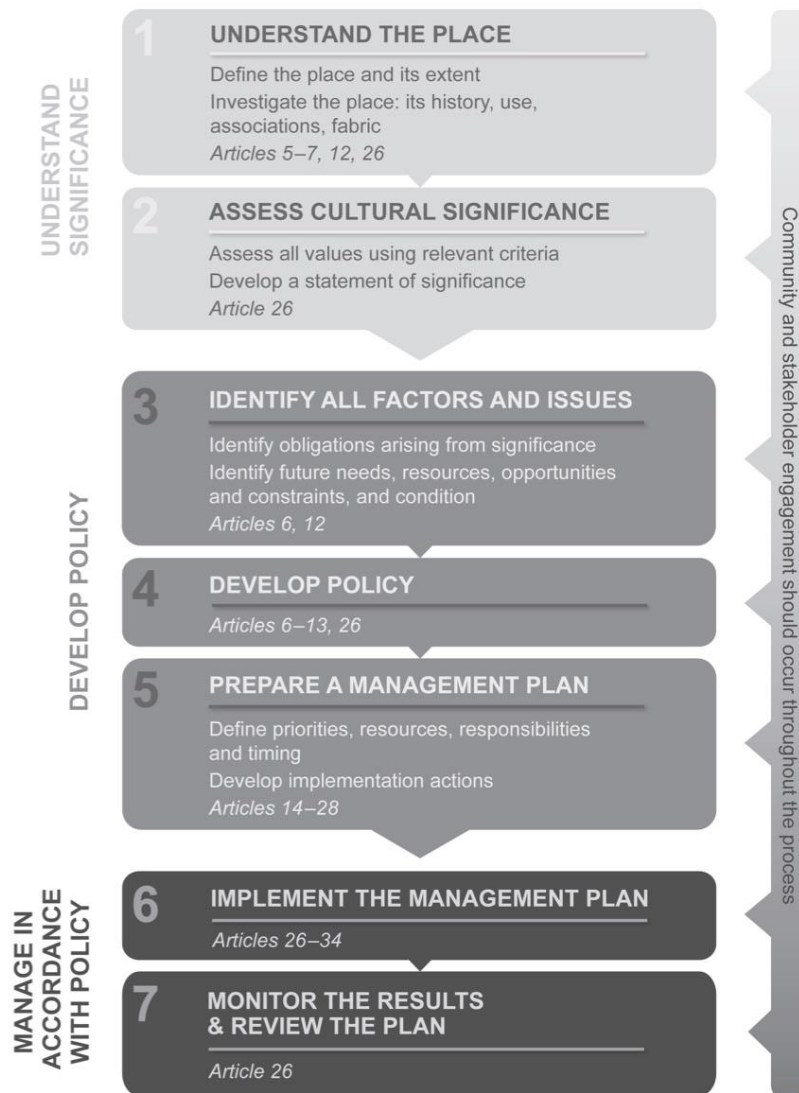 UNDERSTAND
SIGNIFICANCE
1
UNDERSTAND THE PLACE
Define the place and its extent
Investigate the place: its history, use,
associations, fabric
Articles 5–7, 12, 26
2
ASSESS CULTURAL SIGNIFICANCE
Assess all values using relevant criteria
Develop a statement of significance
Article 26
DEVELOP POLICY
3
IDENTIFY ALL FACTORS AND ISSUES
Identify obligations arising from significance
Identify future needs, resources, opportunities
and constraints, and condition
Articles 6, 12
4
DEVELOP POLICY
Articles 6–13, 26
5
PREPARE A MANAGEMENT PLAN
Define priorities, resources, responsibilities
and timing
Develop implementation actions
Articles 14–28
MANAGE IN
ACCORDANCE
WITH POLICY
6
IMPLEMENT THE MANAGEMENT PLAN
Articles 26–34
7
MONITOR THE RESULTS
& REVIEW THE PLAN
Article 26
Community and stakeholder engagement should occur throughout the process